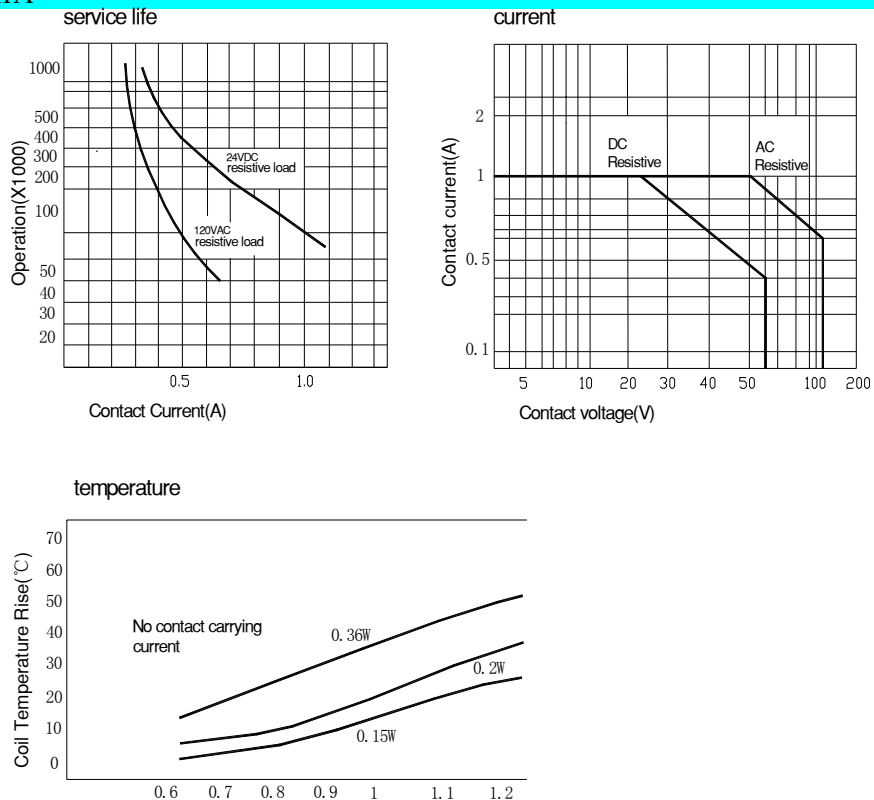 service life
1000
500
400
300
200
100
50
40
30
20
Operation(X1000)
24VDC
resistive load
120VAC
resistive load
0.5 1.0
Contact Current(A)
current
2
1
0.5
0.1
Contact current(A)
DC
Resistive
AC
Resistive
5 10 20 30 40 50 100 200
Contact voltage(V)
temperature
70
60
50
40
30
20
10
0
Coil Temperature Rise(℃)
No contact carrying
current
0.36W
0.2W
0.15W
0.6 0.7 0.8 0.9 1 1.1 1.2